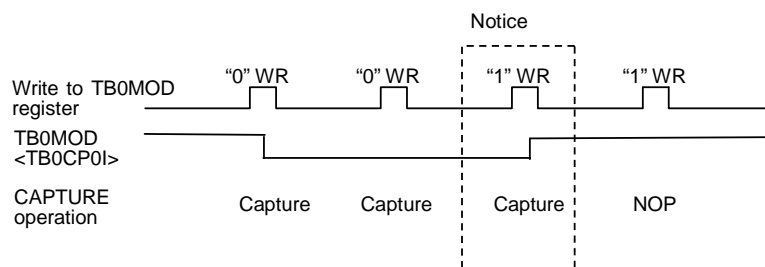 Notice
“0” WR “0” WR “1” WR “1” WR
Write to TB0MOD
register
TB0MOD
<TB0CP0I>
CAPTURE
operation
Capture Capture Capture NOP